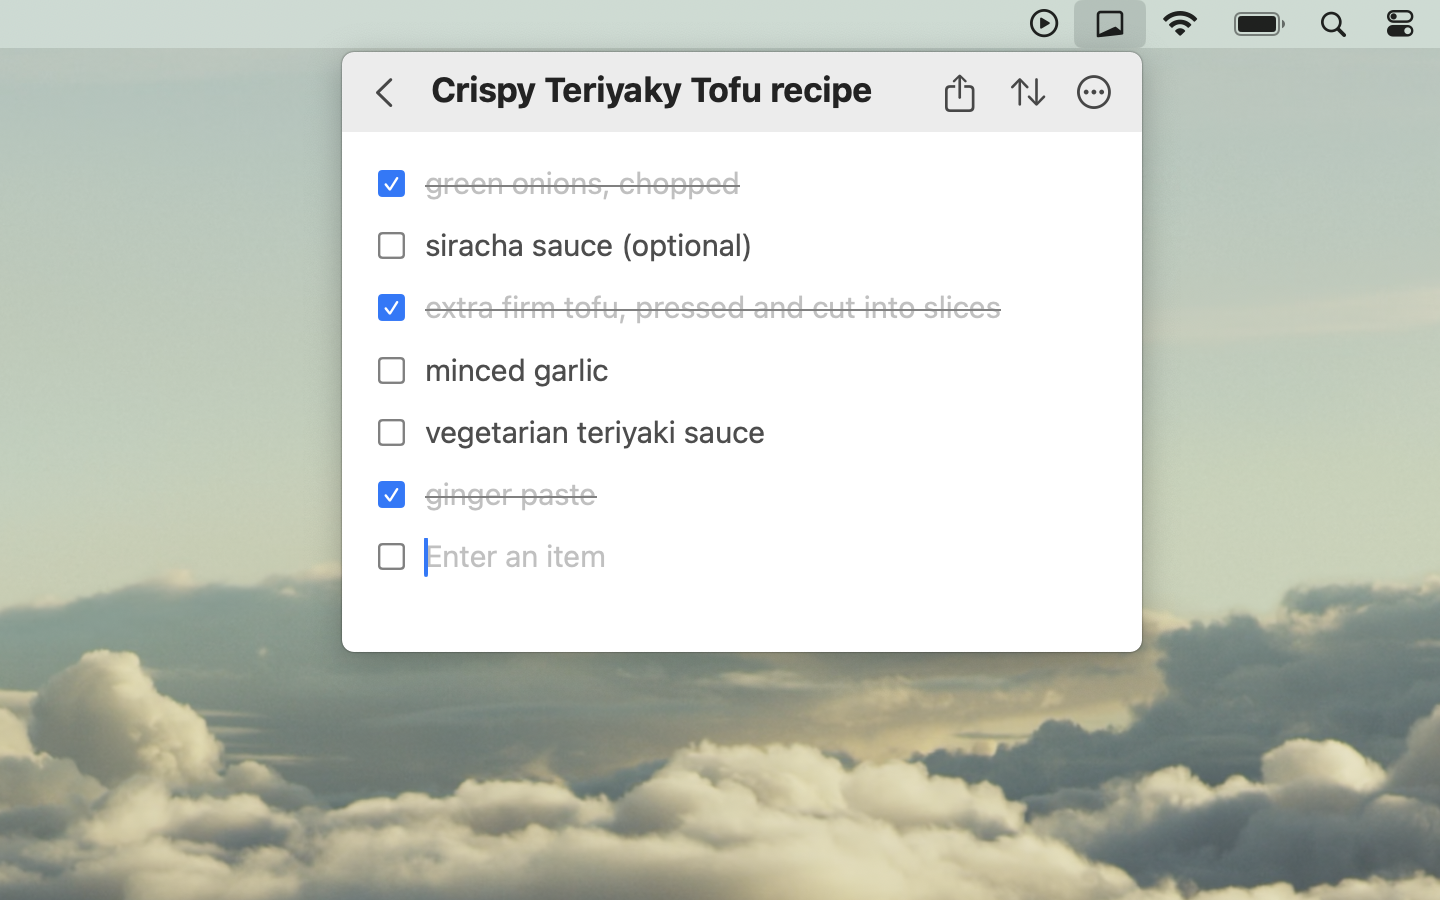 Crispy Teriyaky Tofu recipe
green onions, chopped
siracha sauce (optional)
extra firm tofu, pressed and cut into slices
minced garlic
vegetarian teriyaki sauce
ginger paste
Enter an item